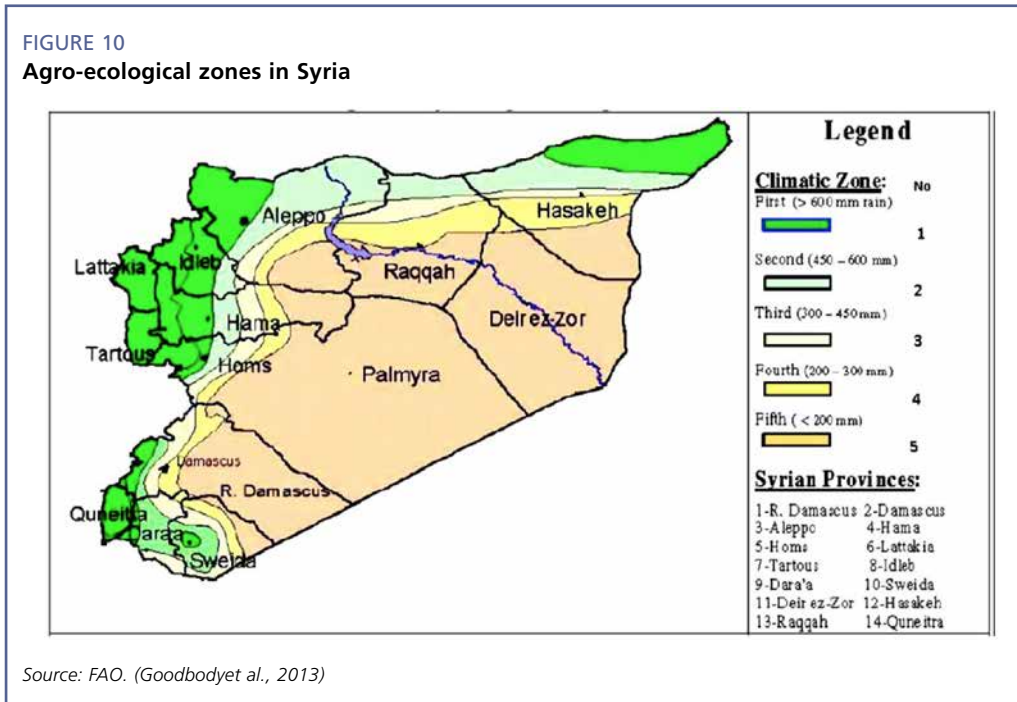 FIGURE 10
Agro-ecological zones in Syria
Aleppo
Hasakeh
Lattakia
Idleb
Raqqah
Hama
Deir ez-Zor
Tartous
Homs
Palmyra
Damascus
R. Damascus
Quneitra
Daraa
Sweida
Legend
Climatic Zone: No
First (> 600 mm rain)
1
Second (450 – 600 mm)
2
Third (300 – 450 mm)
3
Fourth (200 – 300 mm)
4
Fifth ( < 200 mm)
5
Syrian Provinces:
1-R. Damascus 2-Damascus
3-Aleppo 4-Hama
5-Homs 6-Lattakia
7-Tartous 8-Idleb
9-Dara'a 10-Sweida
11-Deir ez-Zor 12-Hasakeh
13-Raqqah 14-Quneitra
Source: FAO. (Goodbodyet al., 2013)